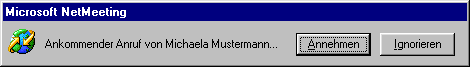 Microsoft NetMeeting
Ankommender Anruf von Michaela Mustermann... Annehmen Ignorieren